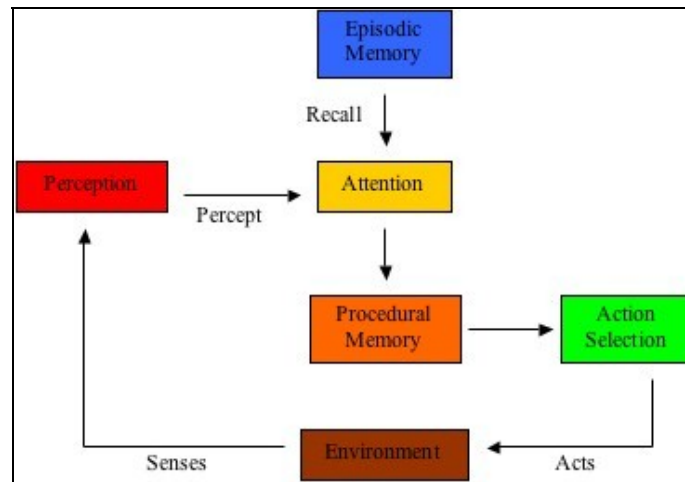 Episodic
Memory
Recall
Perception
Attention
Percept
Procedural
Memory
Action
Selection
Environment
Senses
Acts